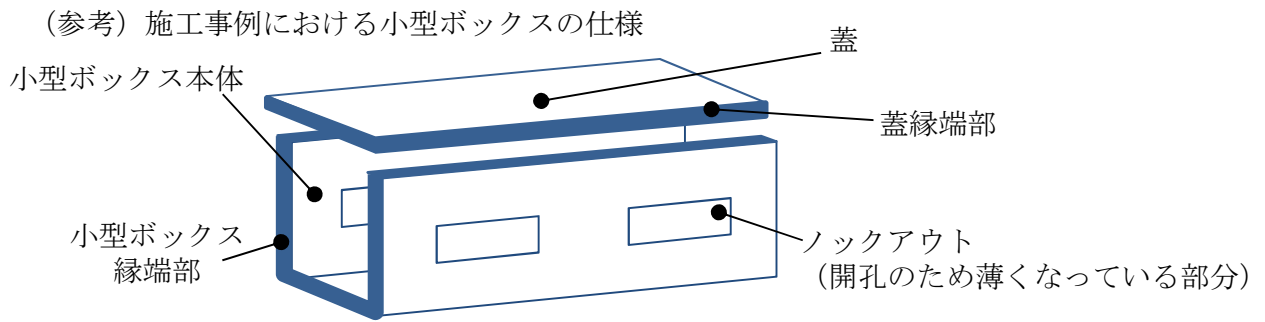 （参考）施工事例における小型ボックスの仕様
蓋
小型ボックス本体
蓋縁端部
小型ボックス
縁端部
ノックアウト
（開孔のため薄くなっている部分）